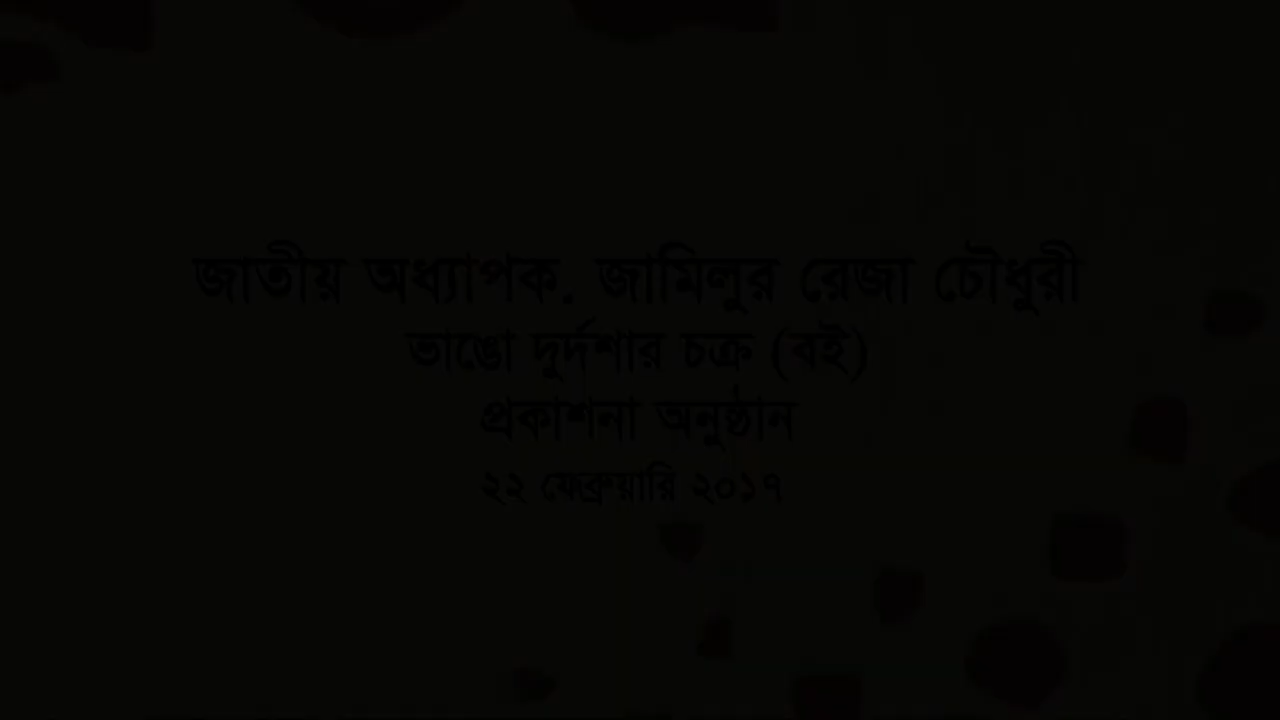 জাতীয় অধ্যাপক. জামিলুর রেজা চৌধুরী
ভাঙো দুর্দশার চক্র (বই)
প্রকাশনা অনুষ্ঠান
২২ ফেব্রুয়ারি ২০১৭